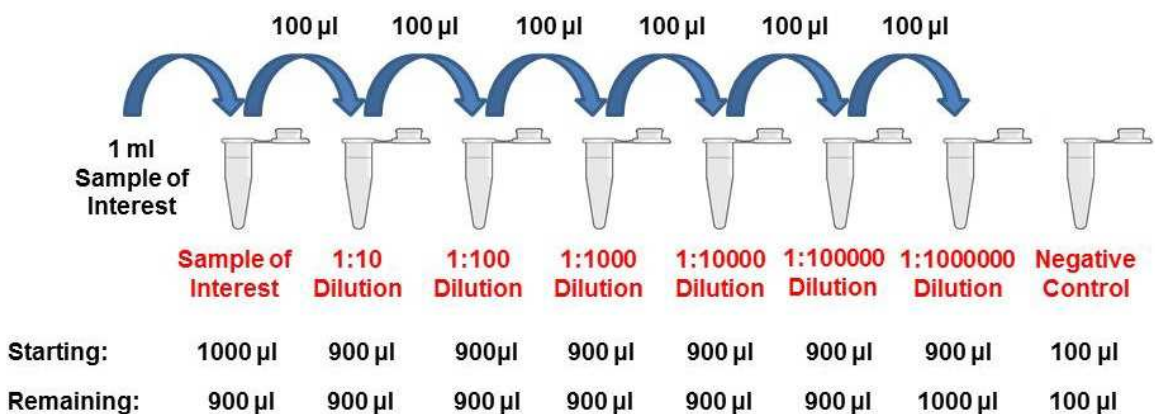 100 µl 100 µl 100 µl 100 µl 100 µl 100 µl
1 ml
Sample of
Interest
Sample of Interest
1:10 Dilution
1:100 Dilution
1:1000 Dilution
1:10000 Dilution
1:100000 Dilution
1:1000000 Dilution
Negative Control
Starting: 1000 µl 900 µl 900µl 900 µl 900 µl 900 µl 900 µl 100 µl
Remaining: 900 µl 900 µl 900 µl 900 µl 900 µl 900 µl 1000 µl 100 µl